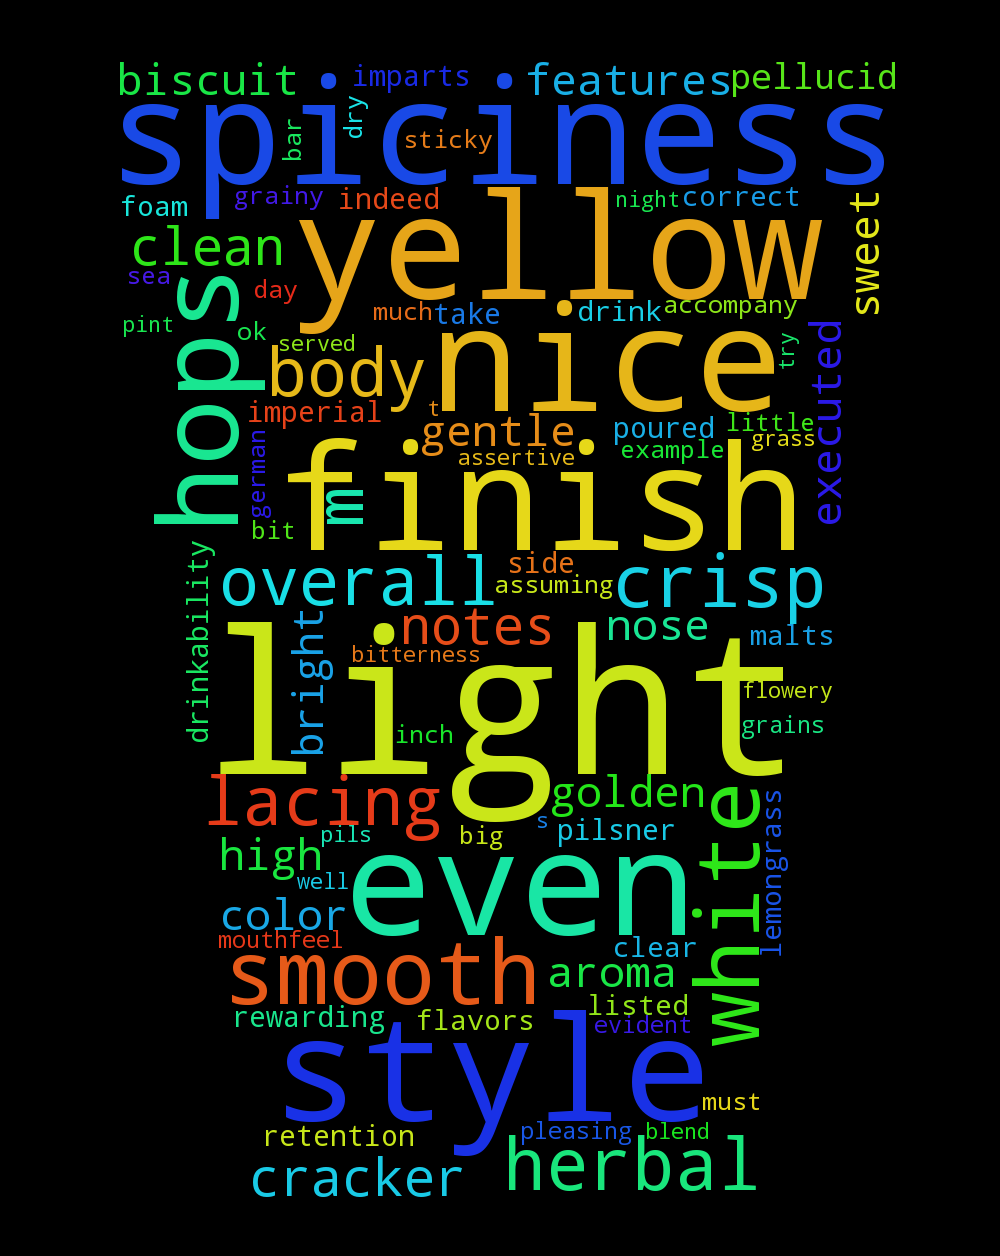 biscuit imparts features pellucid
spiciness
bar dry sticky
foam grainy indeed night correct sweet
clean yellow
sea day
pint ok much take drink accompany
served body nice try executed
hops
imperial t gentle poured little
assertive example grass
german m finish
bit
drinkability overall side assuming crisp
bright notes nose malts
bitterness flowery
light
inch grains
lacing golden white
high pils big s pilsner lemongrass
well even
color
mouthfeel clear
smooth aroma
rewarding flavors listed
evident
style
must
retention pleasing blend
cracker herbal